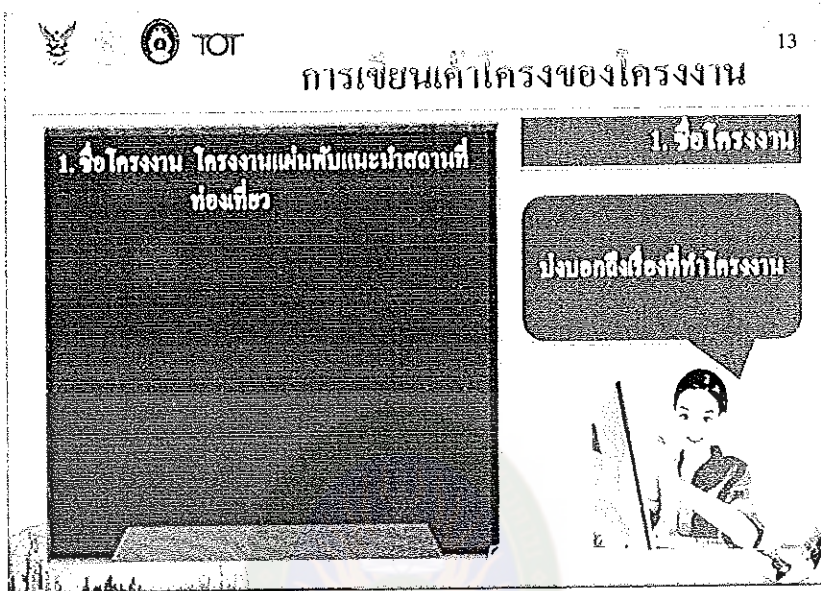 TOT
13
การเขียนเค้าโครงของโครงงาน
1. ชื่อโครงงาน โครงงานแผ่นพับแนะนำสถานที่
ท่องเที่ยว
1. ชื่อโครงงาน
บ่งบอกถึงเรื่องที่ทำโครงงาน